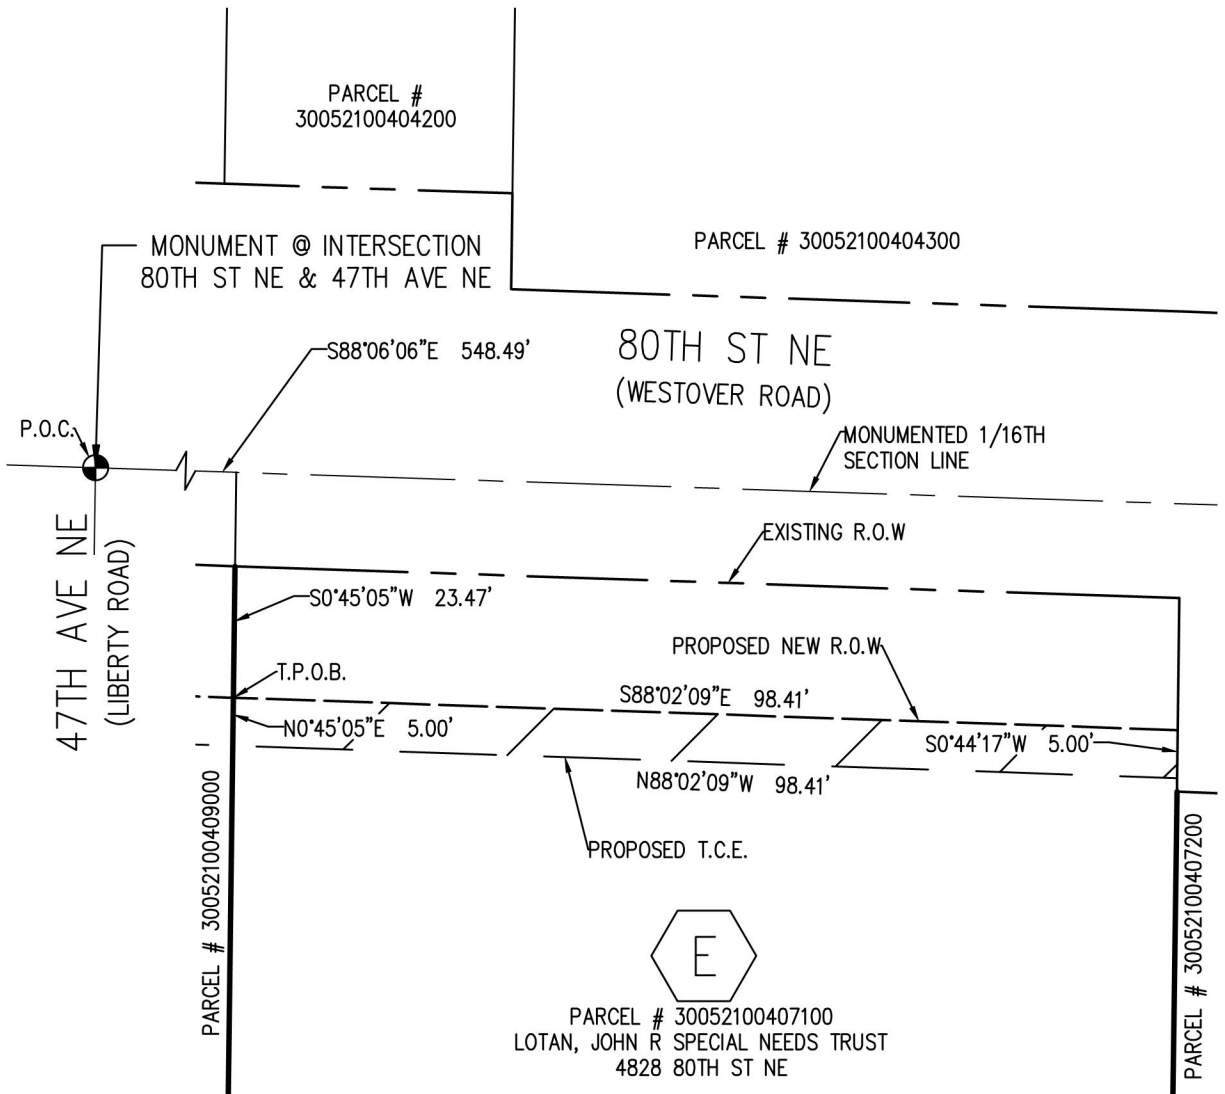 PARCEL #
30052100404200
MONUMENT @ INTERSECTION
80TH ST NE & 47TH AVE NE
PARCEL # 30052100404300
80TH ST NE
(WESTOVER ROAD)
S88°06'06"E 548.49'
P.O.C.
MONUMENTED 1/16TH
SECTION LINE
47TH AVE NE
(LIBERTY ROAD)
EXISTING R.O.W
S0°45'05"W 23.47'
PROPOSED NEW R.O.W
T.P.O.B.
S88°02'09"E 98.41'
N0°45'05"E 5.00'
S0°44'17"W 5.00'
N88°02'09"W 98.41'
PROPOSED T.C.E.
PARCEL # 30052100409000
PARCEL # 30052100407200
E
PARCEL # 30052100407100
LOTAN, JOHN R SPECIAL NEEDS TRUST
4828 80TH ST NE